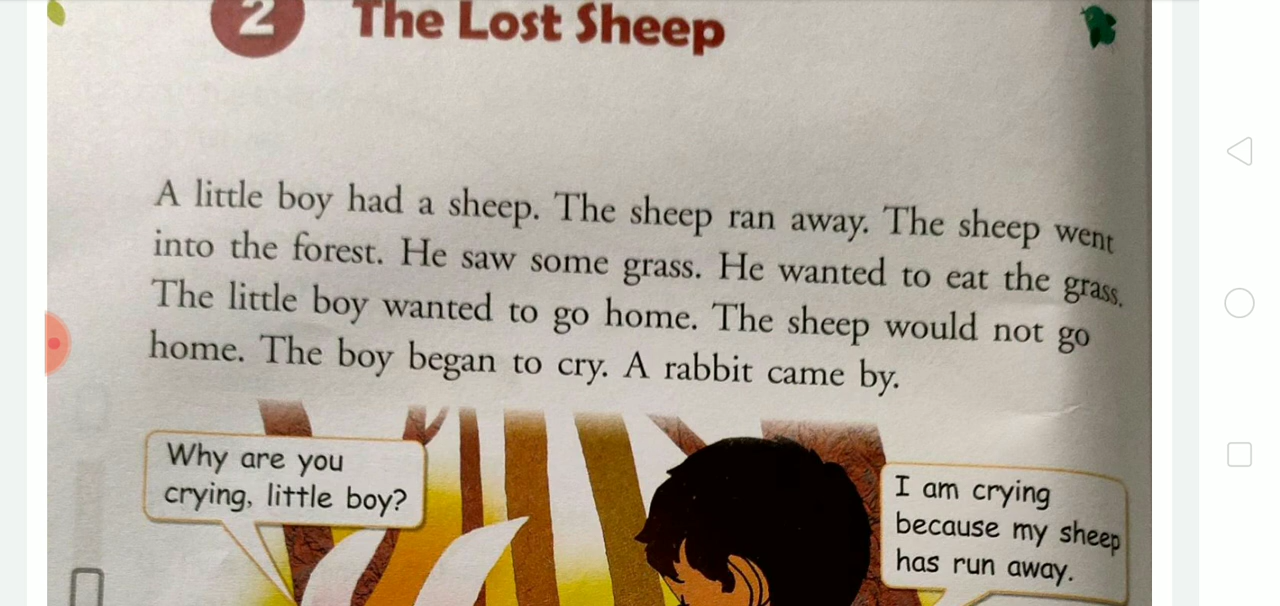 2 The Lost Sheep
A little boy had a sheep. The sheep ran away. The sheep went
into the forest. He saw some grass. He wanted to eat the grass.
The little boy wanted to go home. The sheep would not go
home. The boy began to cry. A rabbit came by.
Why are you
crying, little boy?
I am crying
because my sheep
has run away.